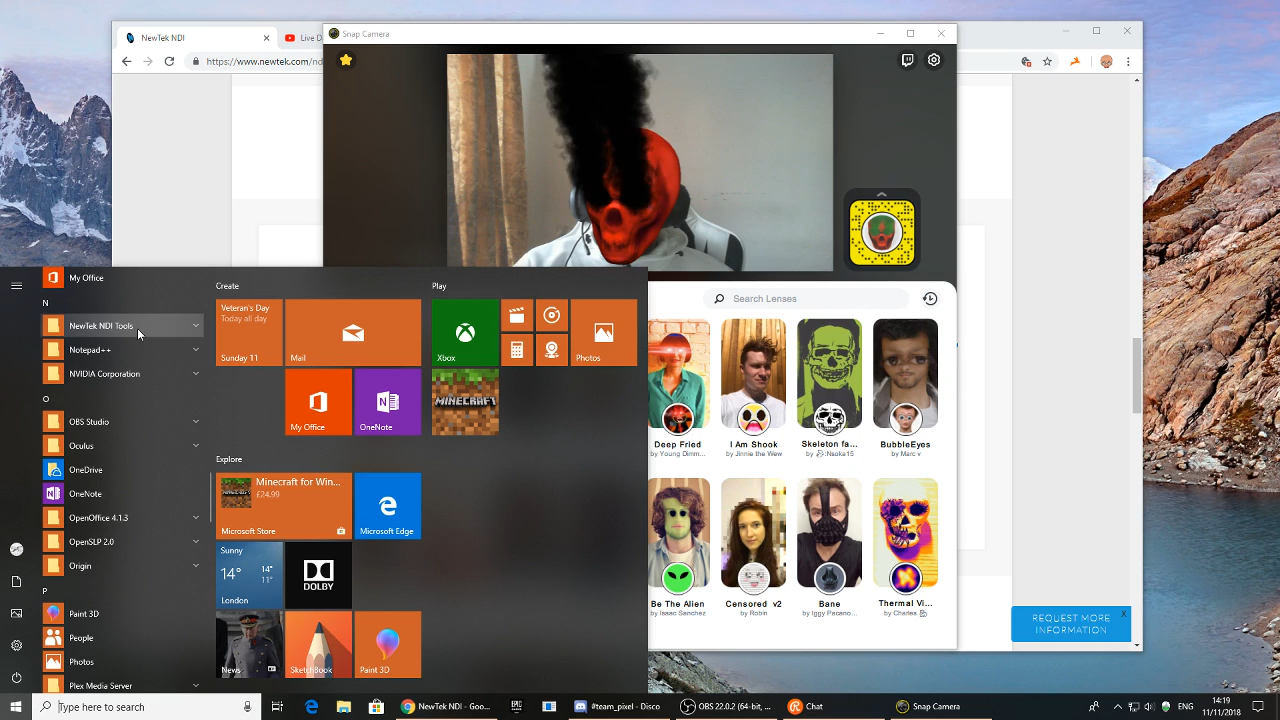 NewTek NDI
Live D
https://www.newtek.com/nd
Snap Camera
Search Lenses
Deep Fried
by Young Dimm...
I Am Shook
by Jinnie the Wew
Skeleton fa...
by :Nsoka15
BubbleEyes
by Marc v
Be The Alien
by Isaac Sanchez
Censored v2
by Robin
Bane
by Iggy Pacano...
Thermal Vi...
by Charles
REQUEST MORE
INFORMATION
X
My Office
N
NewTek NDI Tools
Notepad++
NVIDIA Corporation
O
OBS Studio
Oculus
OneDrive
OneNote
OpenOffice 4.1.3
OpenSLP 2.0
Origin
P
Paint 3D
People
Photos
Plex Media Server
Create
Veteran's Day
Today all day
Sunday 11
Mail
My Office
OneNote
Play
Xbox
Photos
MINECRAFT
Explore
Minecraft for Win...
£24.99
Microsoft Store
Microsoft Edge
Sunny
14°
14°
11°
London
DOLBY
News
SketchBook
Paint 3D
Type here to search
EPIC
NewTek NDI - Goo...
#team_pixel - Disco
OBS 22.0.2 (64-bit, ...
Chat
Snap Camera
ENG
14:19
11/11/2018